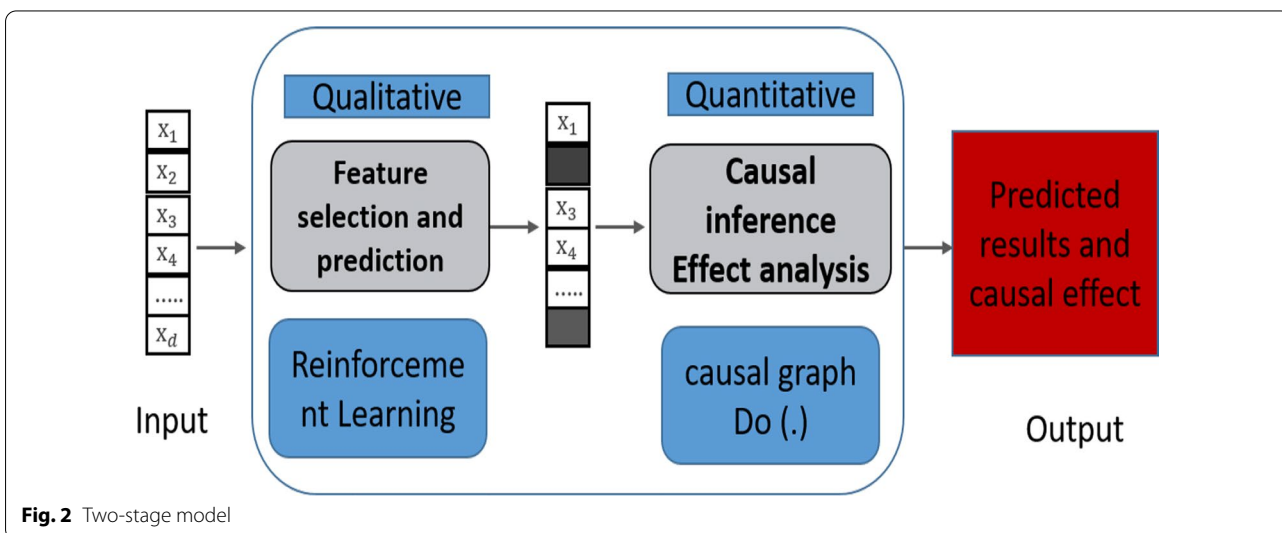 x₁
x₂
x₃
x₄
.....
x_d
Input
Qualitative
Feature
selection and
prediction
Reinforceme
nt Learning
x₁
x₃
x₄
.....
Quantitative
Causal
inference
Effect analysis
causal graph
Do (.)
Predicted
results and
causal effect
Output
Fig. 2 Two-stage model